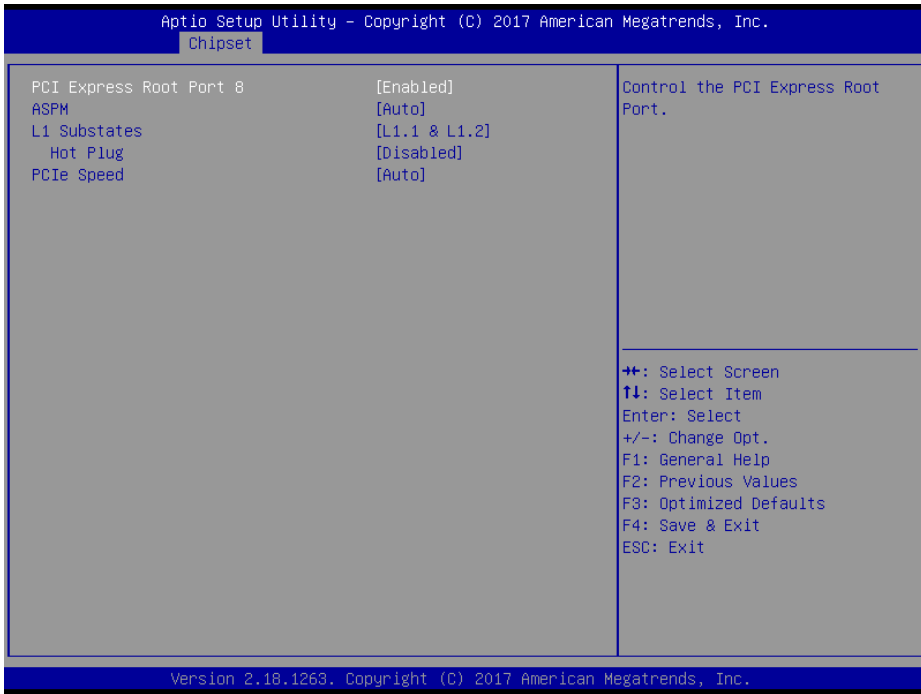 Aptio Setup Utility – Copyright (C) 2017 American Megatrends, Inc.
Chipset
PCI Express Root Port 8 [Enabled]
ASPM [Auto]
L1 Substates [L1.1 & L1.2]
Hot Plug [Disabled]
PCIe Speed [Auto]
Control the PCI Express Root
Port.
→←: Select Screen
↑↓: Select Item
Enter: Select
+/-: Change Opt.
F1: General Help
F2: Previous Values
F3: Optimized Defaults
F4: Save & Exit
ESC: Exit
Version 2.18.1263. Copyright (C) 2017 American Megatrends, Inc.